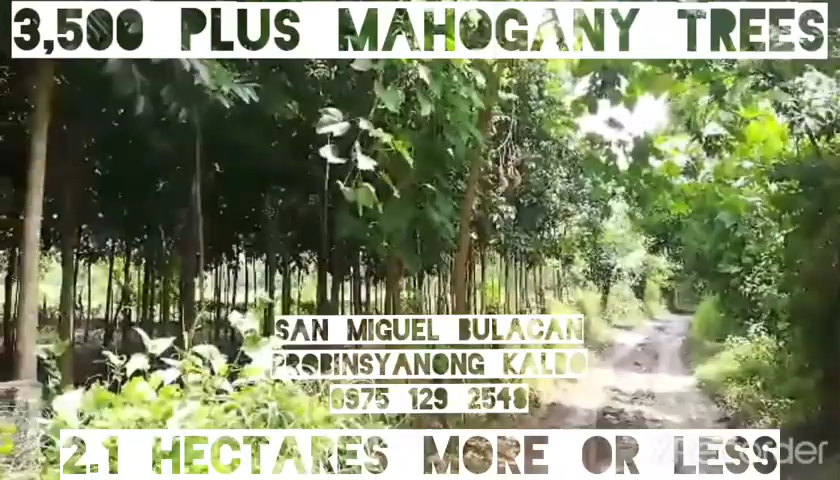 3,500 PLUS MAHOGANY TREES
SAN MIGUEL BULACAN
PROBINSYANONG KALBO
0975 129 2548
2.1 HECTARES MORE OR LESS